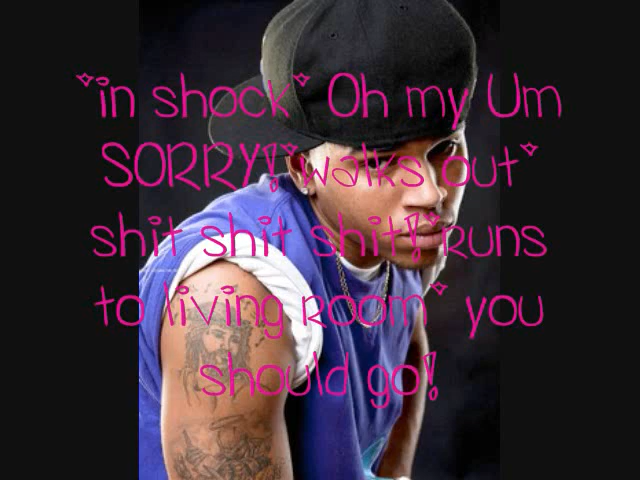 *in shock* Oh my Um
SORRY!*walks out*
shit shit shit!*runs
to living room* you
should go!